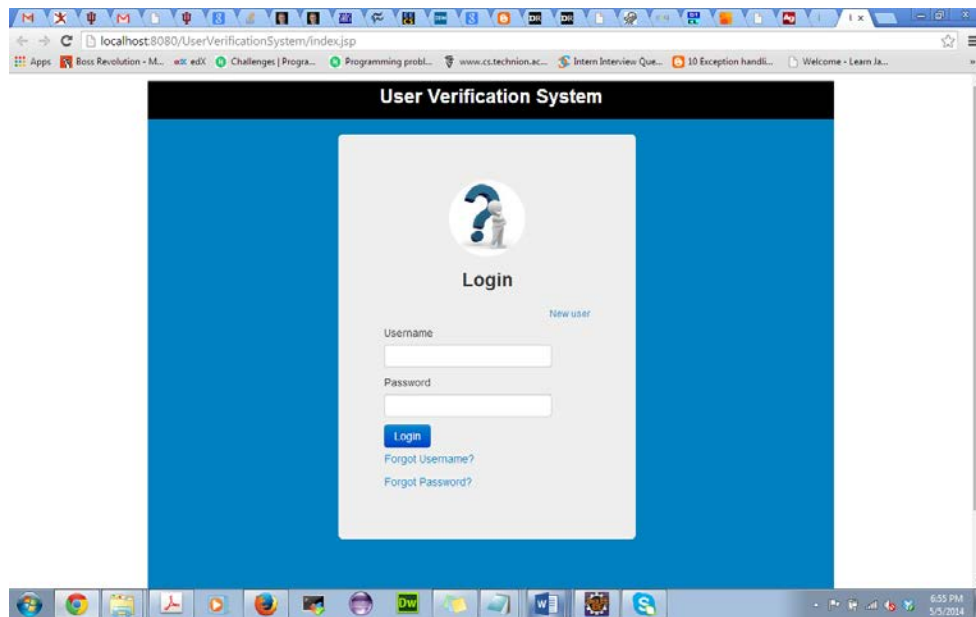 localhost:8080/UserVerificationSystem/index.jsp
Apps Boss Revolution - M... edX Challenges | Progra... Programming probl... www.cs.technion.ac... Intern Interview Que... 10 Exception handli... Welcome - Learn Ja...
User Verification System
Login
New user
Username
Password
Login
Forgot Username?
Forgot Password?
6:55 PM
5/5/2014